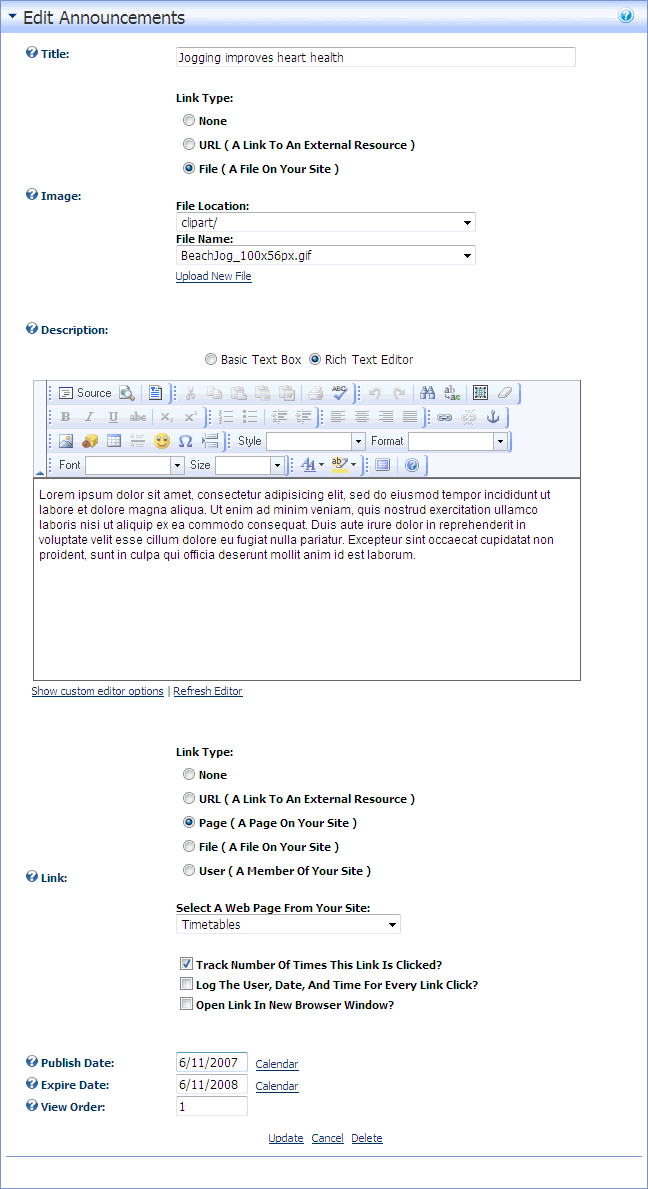 Edit Announcements
Title: Jogging improves heart health
Link Type:
None
URL ( A Link To An External Resource )
File ( A File On Your Site )
Image:
File Location:
clipart/
File Name:
BeachJog_100x56px.gif
Upload New File
Description:
Basic Text Box Rich Text Editor
Source ABC
B I U abc X₂ X²
Style Format
Font Size
Lorem ipsum dolor sit amet, consectetur adipisicing elit, sed do eiusmod tempor incididunt ut
labore et dolore magna aliqua. Ut enim ad minim veniam, quis nostrud exercitation ullamco
laboris nisi ut aliquip ex ea commodo consequat. Duis aute irure dolor in reprehenderit in
voluptate velit esse cillum dolore eu fugiat nulla pariatur. Excepteur sint occaecat cupidatat non
proident, sunt in culpa qui officia deserunt mollit anim id est laborum.
Show custom editor options | Refresh Editor
Link Type:
None
URL ( A Link To An External Resource )
Page ( A Page On Your Site )
File ( A File On Your Site )
User ( A Member Of Your Site )
Link:
Select A Web Page From Your Site:
Timetables
Track Number Of Times This Link Is Clicked?
Log The User, Date, And Time For Every Link Click?
Open Link In New Browser Window?
Publish Date: 6/11/2007 Calendar
Expire Date: 6/11/2008 Calendar
View Order: 1
Update Cancel Delete